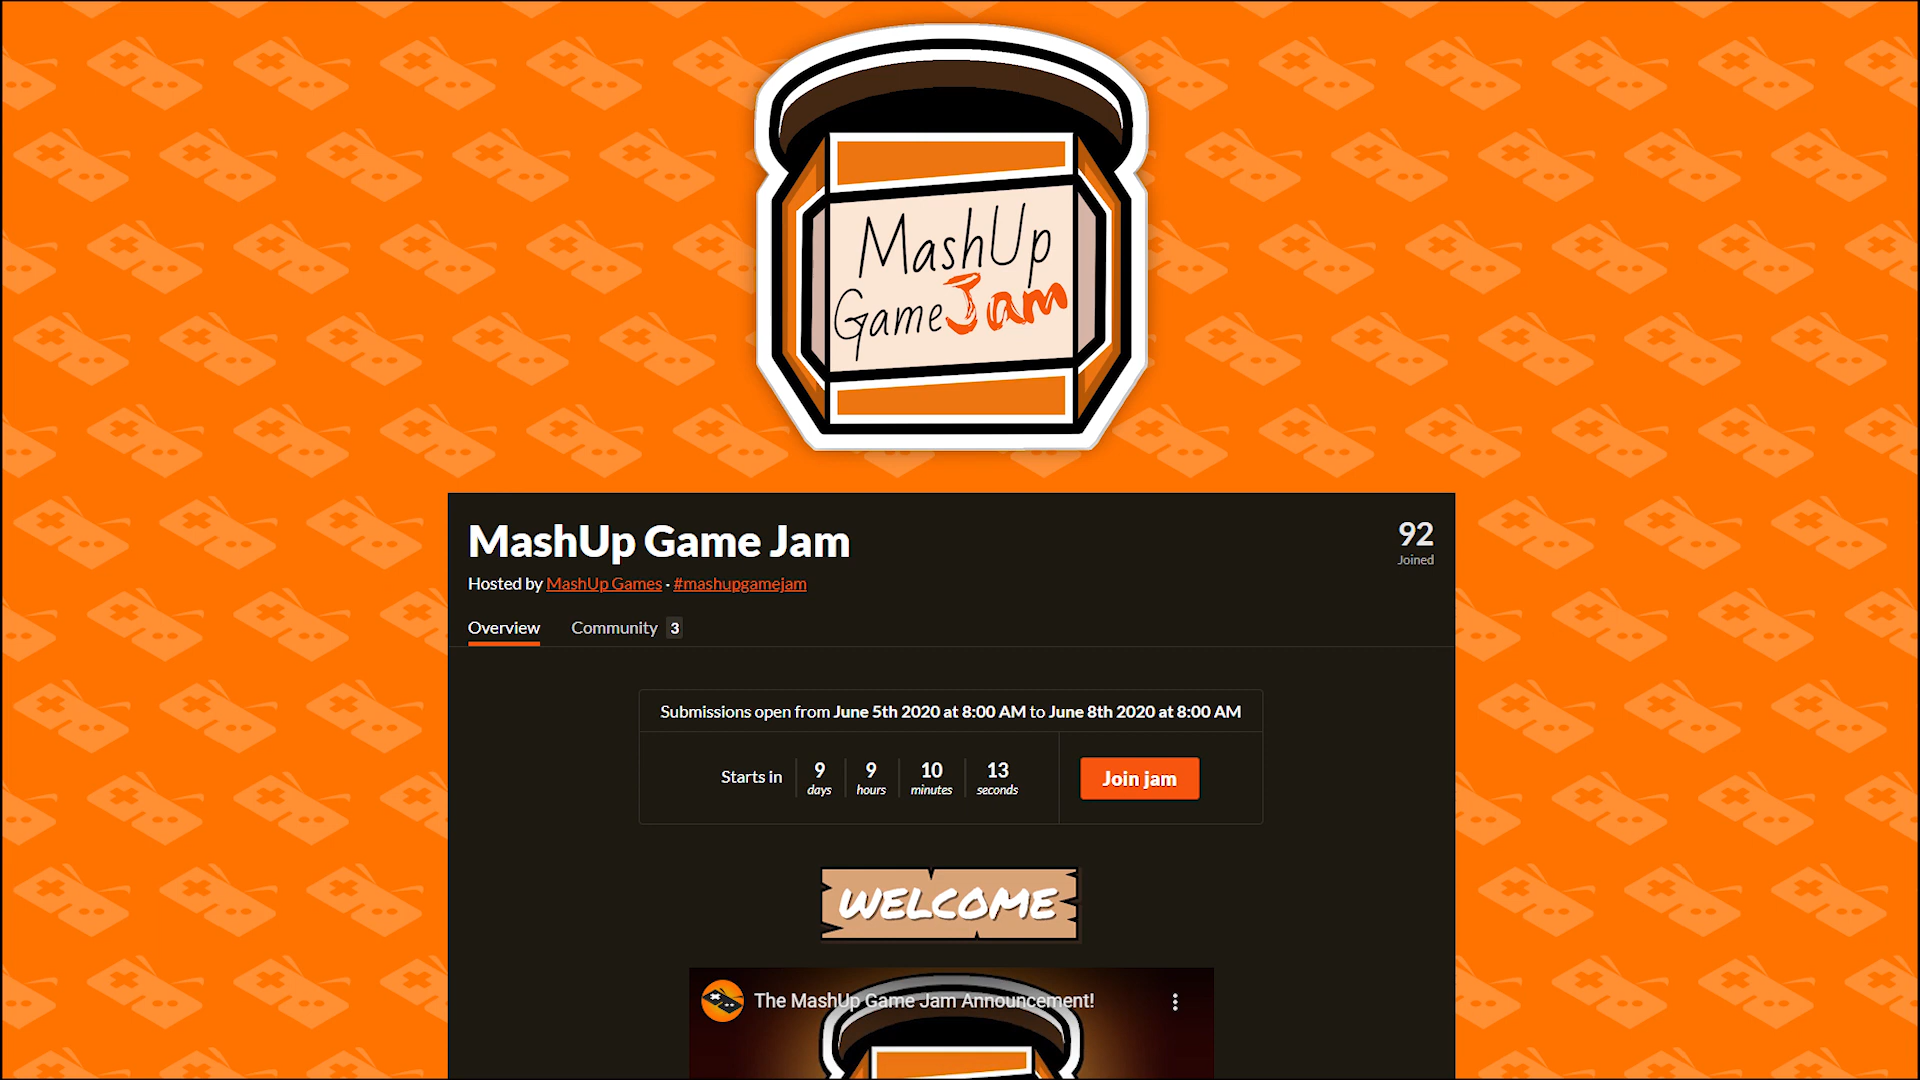 MashUp
GameJam
MashUp Game Jam
92
Joined
Hosted by MashUp Games · #mashupgamejam
Overview Community 3
Submissions open from June 5th 2020 at 8:00 AM to June 8th 2020 at 8:00 AM
Starts in 9 9 10 13
days hours minutes seconds
Join jam
WELCOME
The MashUp Game Jam Announcement!